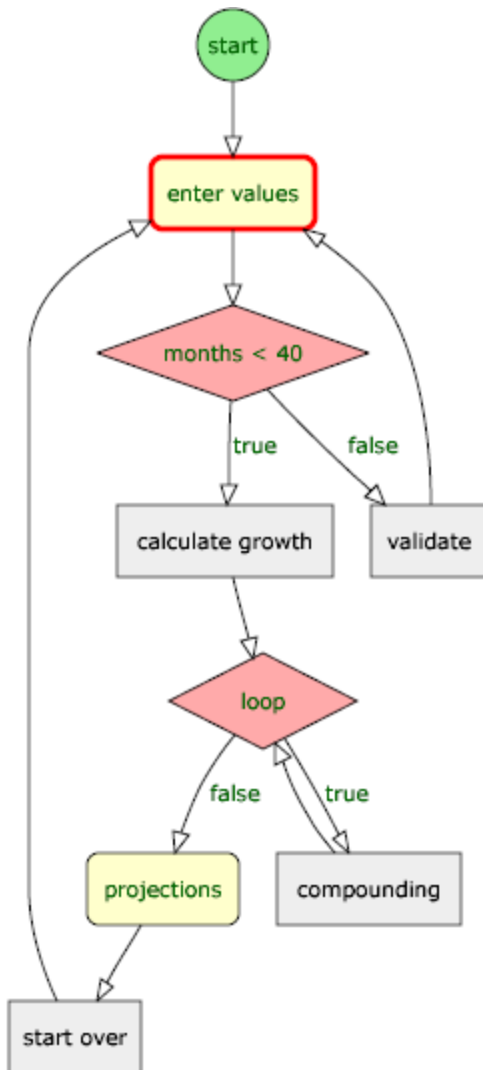 start
enter values
months < 40
true
false
calculate growth
validate
loop
false
true
projections
compounding
start over